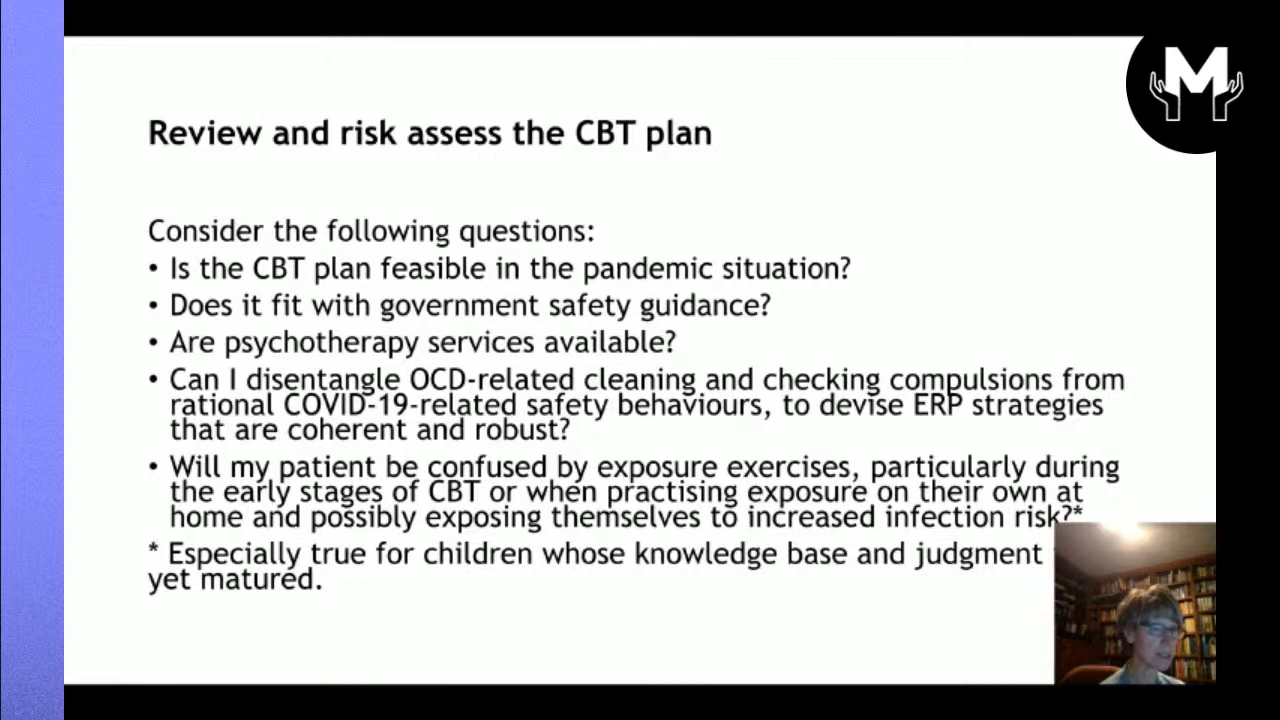 M
Review and risk assess the CBT plan
Consider the following questions:
• Is the CBT plan feasible in the pandemic situation?
• Does it fit with government safety guidance?
• Are psychotherapy services available?
• Can I disentangle OCD-related cleaning and checking compulsions from
rational COVID-19-related safety behaviours, to devise ERP strategies
that are coherent and robust?
• Will my patient be confused by exposure exercises, particularly during
the early stages of CBT or when practising exposure on their own at
home and possibly exposing themselves to increased infection risk?*
* Especially true for children whose knowledge base and judgment
yet matured.